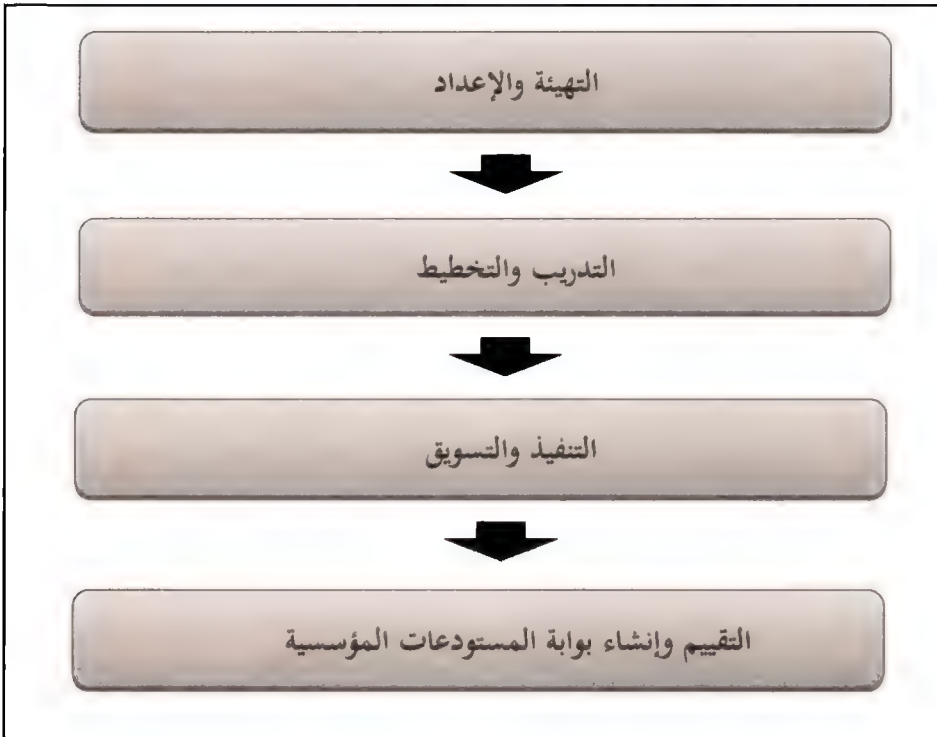 التهيئة والإعداد
التدريب والتخطيط
التنفيذ والتسويق
التقييم وإنشاء بوابة المستودعات المؤسسية